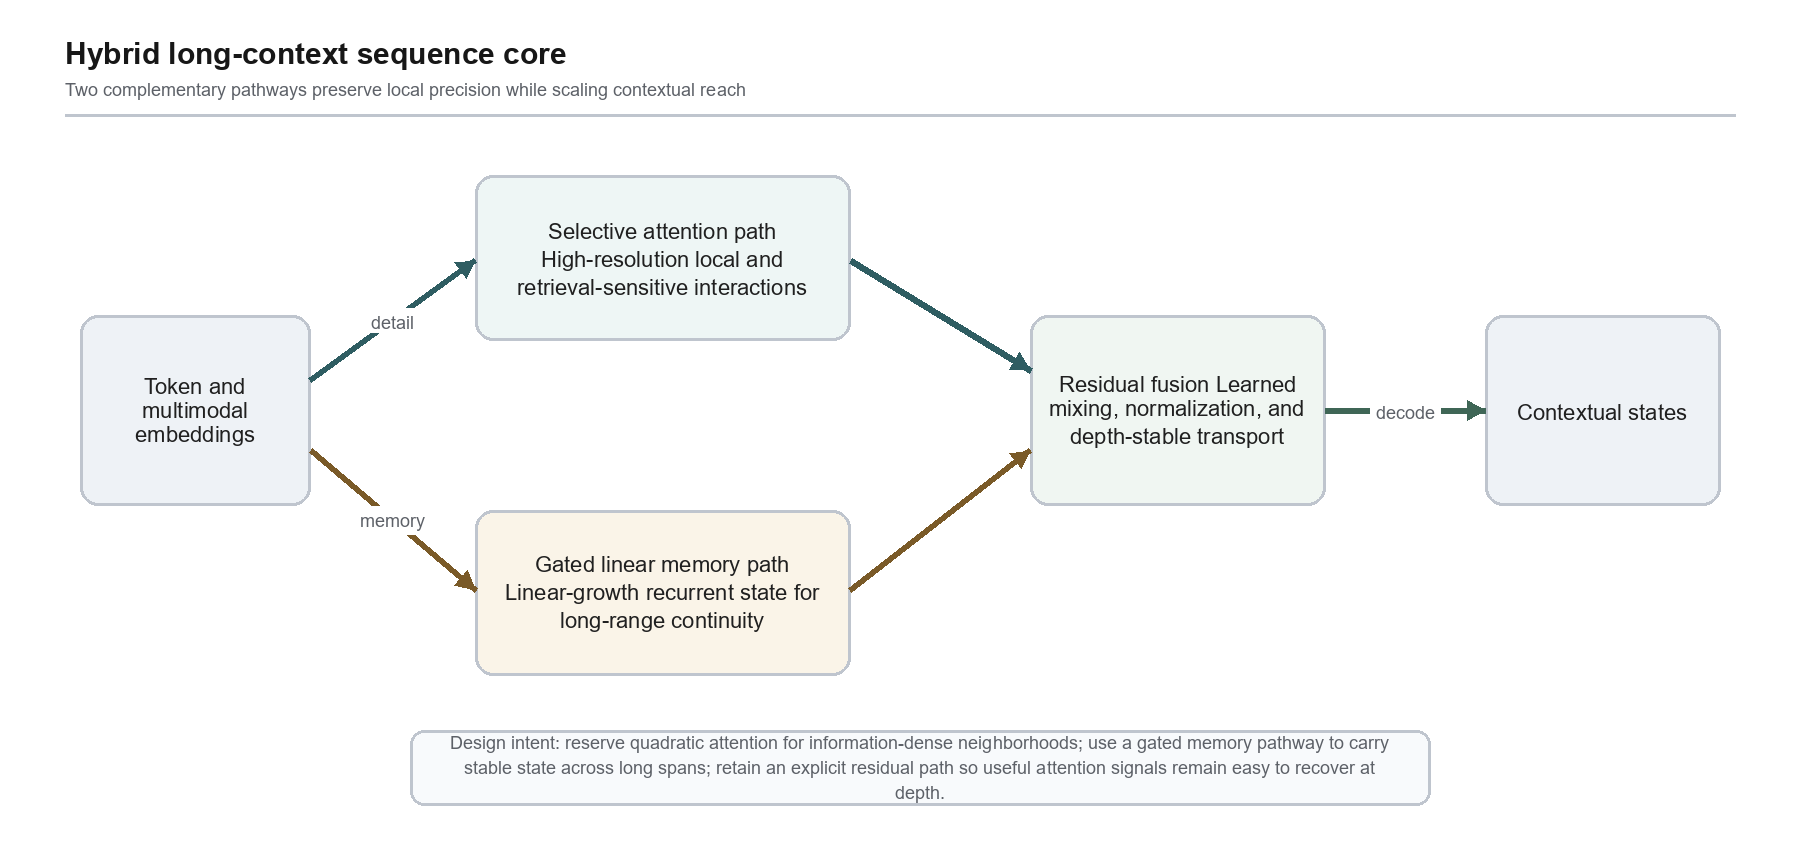 Hybrid long-context sequence core
Two complementary pathways preserve local precision while scaling contextual reach
Selective attention path
High-resolution local and
retrieval-sensitive interactions
detail
Token and
multimodal
embeddings
memory
Gated linear memory path
Linear-growth recurrent state for
long-range continuity
Residual fusion Learned
mixing, normalization, and
depth-stable transport
decode
Contextual states
Design intent: reserve quadratic attention for information-dense neighborhoods; use a gated memory pathway to carry
stable state across long spans; retain an explicit residual path so useful attention signals remain easy to recover at
depth.